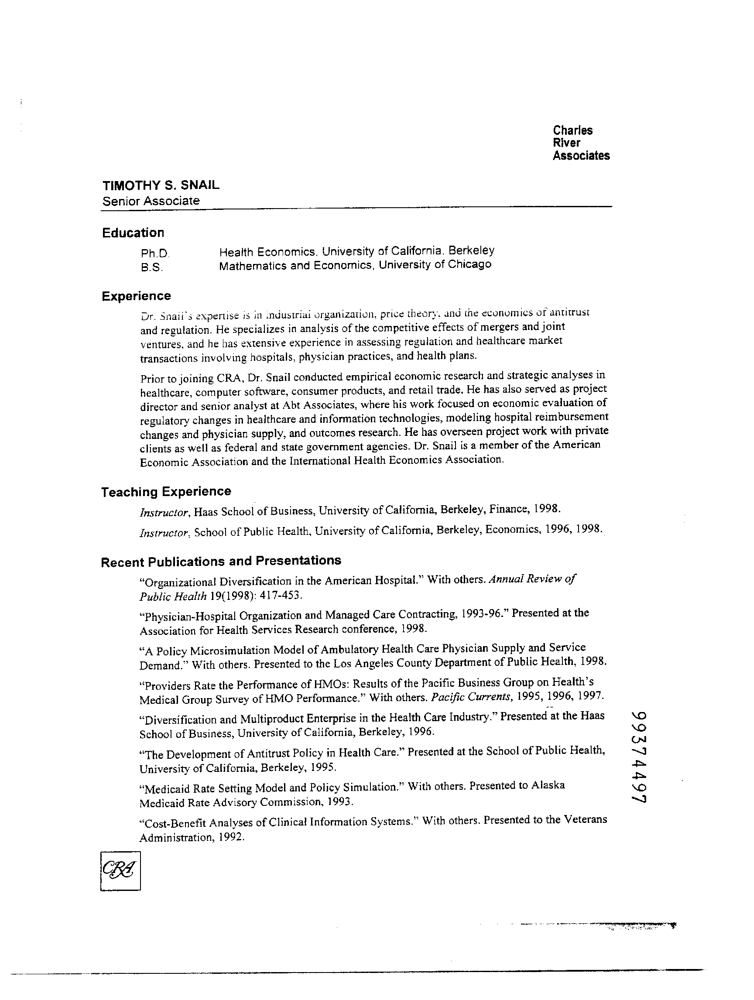 Charles
River
Associates
TIMOTHY S. SNAIL
Senior Associate
Education
Ph.D. Health Economics, University of California, Berkeley
B.S. Mathematics and Economics, University of Chicago
Experience
Dr. Snail's expertise is in industrial organization, price theory, and the economics of antitrust
and regulation. He specializes in analysis of the competitive effects of mergers and joint
ventures, and he has extensive experience in assessing regulation and healthcare market
transactions involving hospitals, physician practices, and health plans.
Prior to joining CRA, Dr. Snail conducted empirical economic research and strategic analyses in
healthcare, computer software, consumer products, and retail trade. He has also served as project
director and senior analyst at Abt Associates, where his work focused on economic evaluation of
regulatory changes in healthcare and information technologies, modeling hospital reimbursement
changes and physician supply, and outcomes research. He has overseen project work with private
clients as well as federal and state government agencies. Dr. Snail is a member of the American
Economic Association and the International Health Economics Association.
Teaching Experience
Instructor, Haas School of Business, University of California, Berkeley, Finance, 1998.
Instructor, School of Public Health, University of California, Berkeley, Economics, 1996, 1998.
Recent Publications and Presentations
"Organizational Diversification in the American Hospital." With others. Annual Review of
Public Health 19(1998): 417-453.
"Physician-Hospital Organization and Managed Care Contracting, 1993-96." Presented at the
Association for Health Services Research conference, 1998.
"A Policy Microsimulation Model of Ambulatory Health Care Physician Supply and Service
Demand." With others. Presented to the Los Angeles County Department of Public Health, 1998.
"Providers Rate the Performance of HMOs: Results of the Pacific Business Group on Health's
Medical Group Survey of HMO Performance." With others. Pacific Currents, 1995, 1996, 1997.
"Diversification and Multiproduct Enterprise in the Health Care Industry." Presented at the Haas
School of Business, University of California, Berkeley, 1996.
"The Development of Antitrust Policy in Health Care." Presented at the School of Public Health,
University of California, Berkeley, 1995.
"Medicaid Rate Setting Model and Policy Simulation." With others. Presented to Alaska
Medicaid Rate Advisory Commission, 1993.
"Cost-Benefit Analyses of Clinical Information Systems." With others. Presented to the Veterans
Administration, 1992.
CRA
99374497